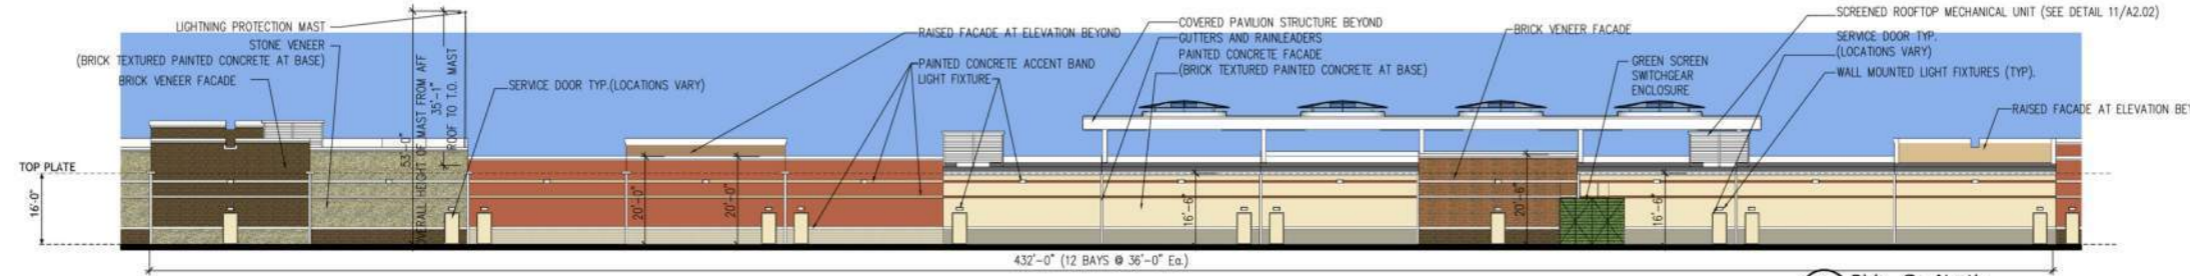 LIGHTNING PROTECTION MAST
STONE VENEER
(BRICK TEXTURED PAINTED CONCRETE AT BASE)
BRICK VENEER FACADE
TOP PLATE
16'-0"
53'-0"
OVERALL HEIGHT OF MAST FROM AFF
35'-1"
ROOF TO T.O. MAST
SERVICE DOOR TYP.(LOCATIONS VARY)
RAISED FACADE AT ELEVATION BEYOND
PAINTED CONCRETE ACCENT BAND
LIGHT FIXTURE
20'-0"
20'-0"
COVERED PAVILION STRUCTURE BEYOND
GUTTERS AND RAINLEADERS
PAINTED CONCRETE FACADE
(BRICK TEXTURED PAINTED CONCRETE AT BASE)
16'-6"
BRICK VENEER FACADE
20'-6"
GREEN SCREEN
SWITCHGEAR
ENCLOSURE
16'-6"
SCREENED ROOFTOP MECHANICAL UNIT (SEE DETAIL 11/A2.02)
SERVICE DOOR TYP.
(LOCATIONS VARY)
WALL MOUNTED LIGHT FIXTURES (TYP).
RAISED FACADE AT ELEVATION BEY
432'-0" (12 BAYS @ 36'-0" Ea.)